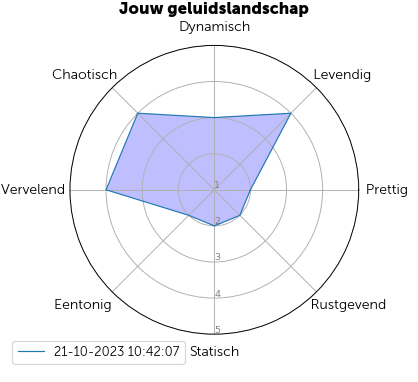 Jouw geluidslandschap
Dynamisch
Chaotisch
Levendig
Vervelend
1
Prettig
2
3
Eentonig
4
Rustgevend
5
21-10-2023 10:42:07
Statisch